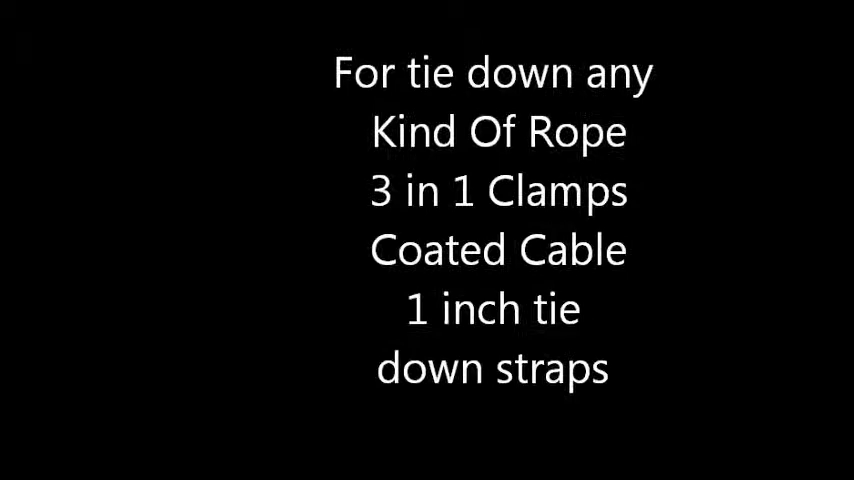 For tie down any
Kind Of Rope
3 in 1 Clamps
Coated Cable
1 inch tie
down straps